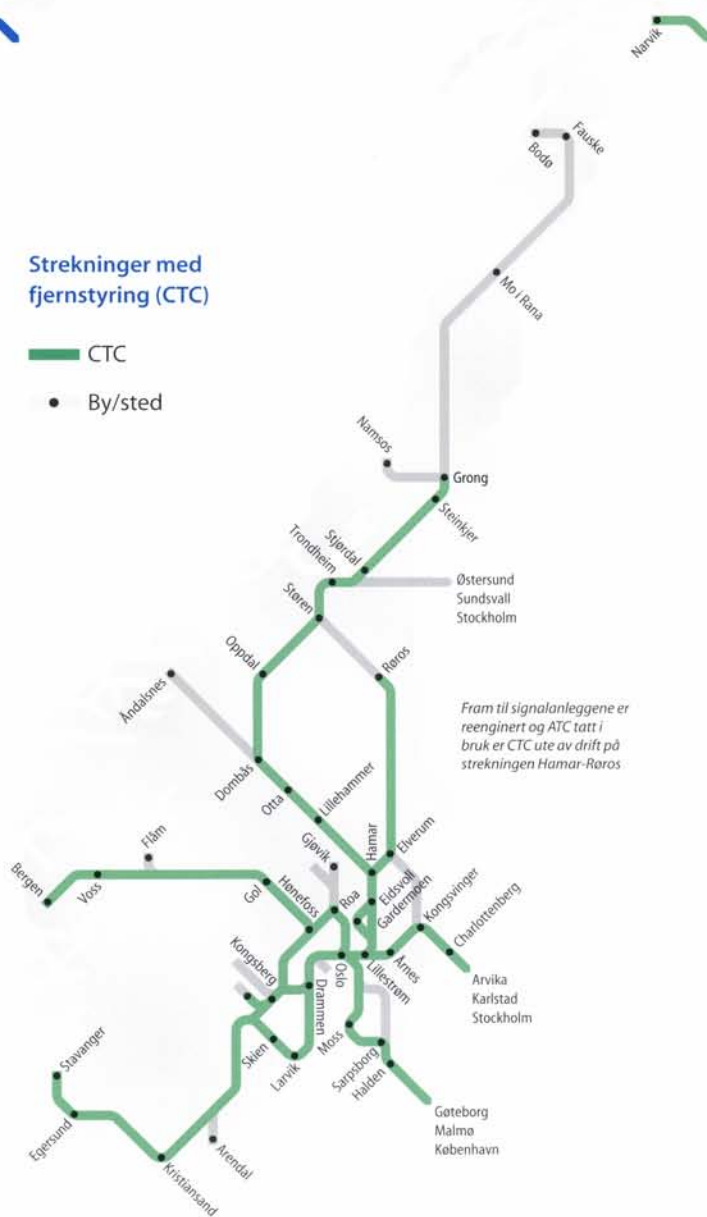 Narvik
Fauske
Bodø
Strekninger med
fjernstyring (CTC)
Mo i Rana
CTC
By/sted
Namsos
Grong
Steinkjer
Stjørdal
Trondheim
Østersund
Sundsvall
Stockholm
Støren
Oppdal
Røros
Åndalsnes
Fram til signalanleggene er
reenginert og ATC tatt i
bruk er CTC ute av drift på
strekningen Hamar-Røros
Dombås
Otta
Lillehammer
Hamar
Elverum
Flåm
Gjøvik
Bergen
Voss
Gol
Hønefoss
Roa
Eidsvoll
Gardermoen
Kongsvinger
Charlottenberg
Kongsberg
Drammen
Oslo
Lillestrøm
Årnes
Arvika
Karlstad
Stockholm
Stavanger
Skien
Larvik
Moss
Sarpsborg
Halden
Egersund
Kristiansand
Arendal
Gøteborg
Malmø
København